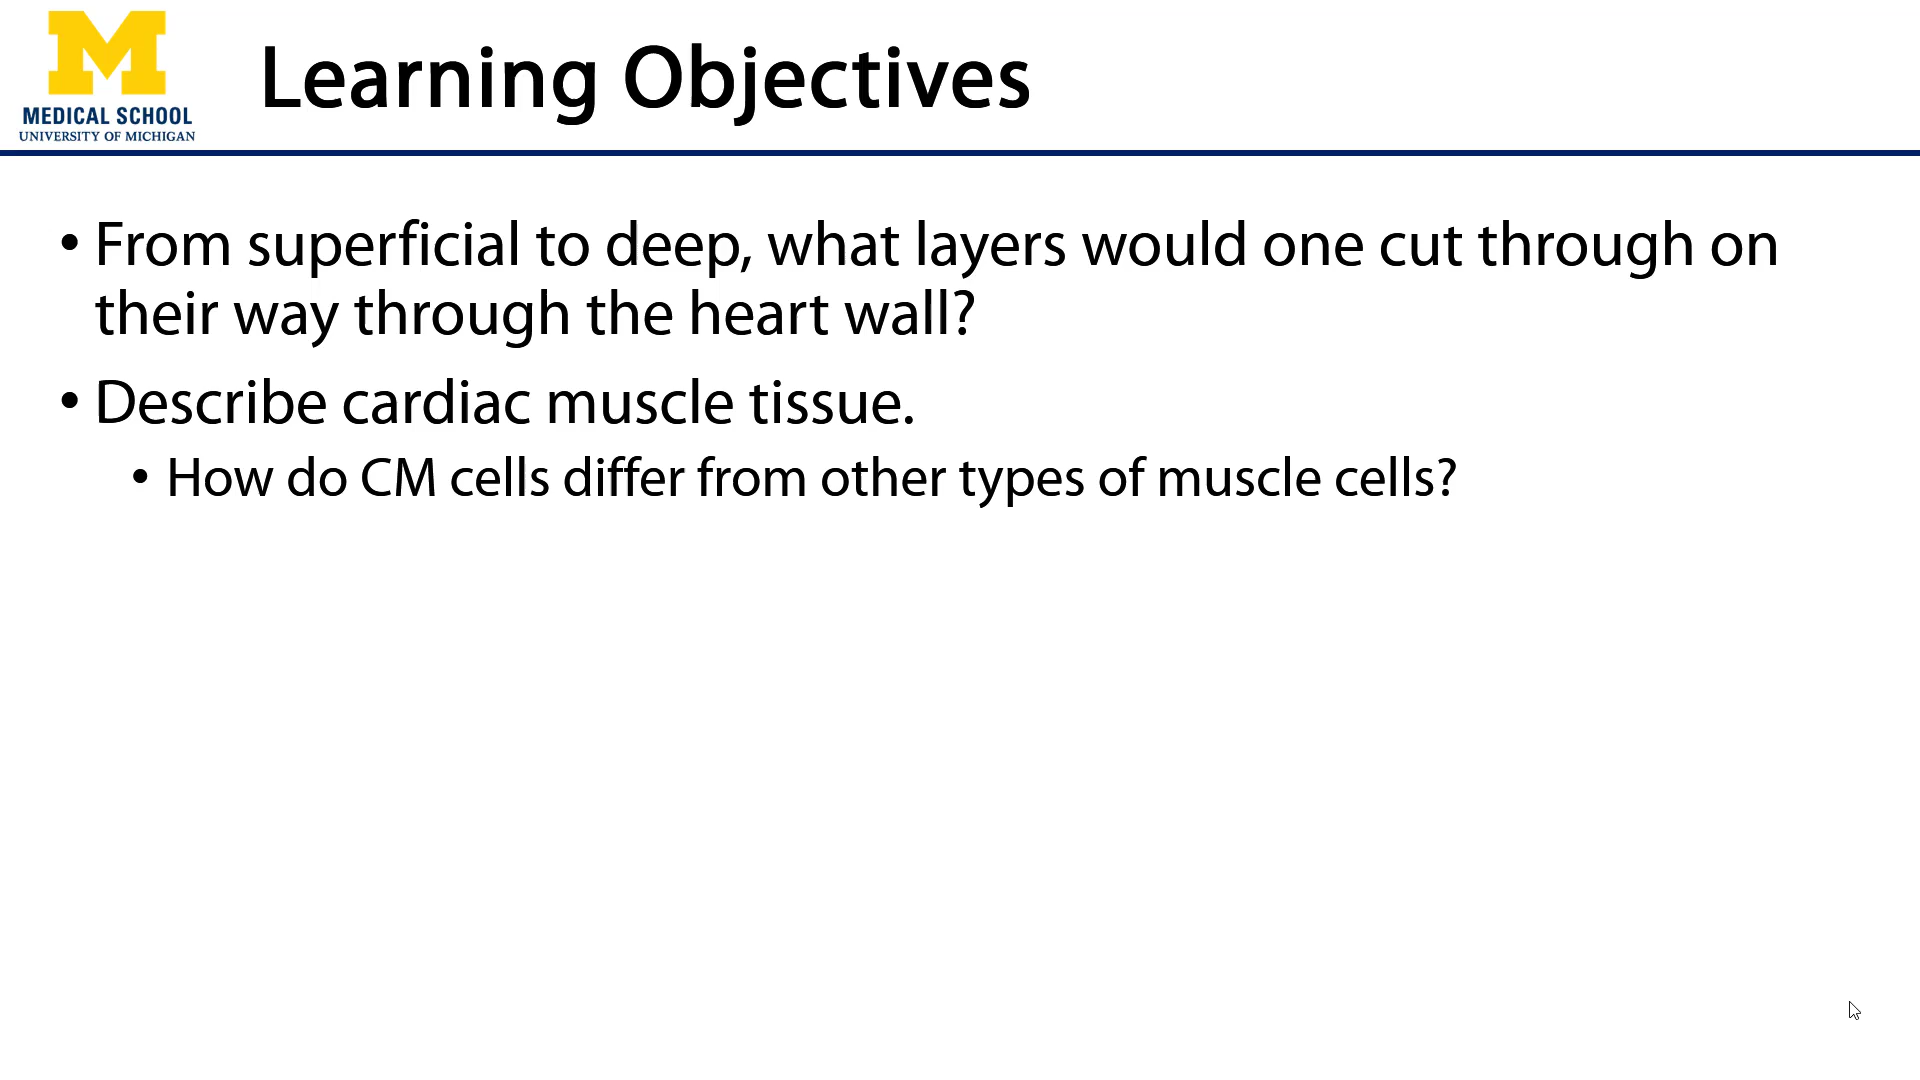 M
MEDICAL SCHOOL
UNIVERSITY OF MICHIGAN
Learning Objectives
• From superficial to deep, what layers would one cut through on
their way through the heart wall?
• Describe cardiac muscle tissue.
• How do CM cells differ from other types of muscle cells?